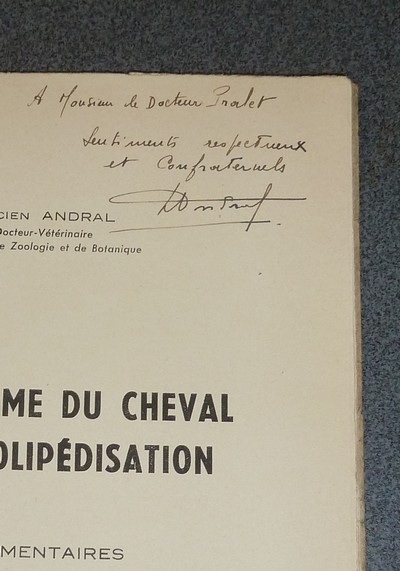 A Monsieur le Docteur Pralet
Sentiments respectueux
et Confraternels
CIEN ANDRAL
Docteur-Vétérinaire
e Zoologie et de Botanique
ME DU CHEVAL
OLIPÉDISATION
MENTAIRES